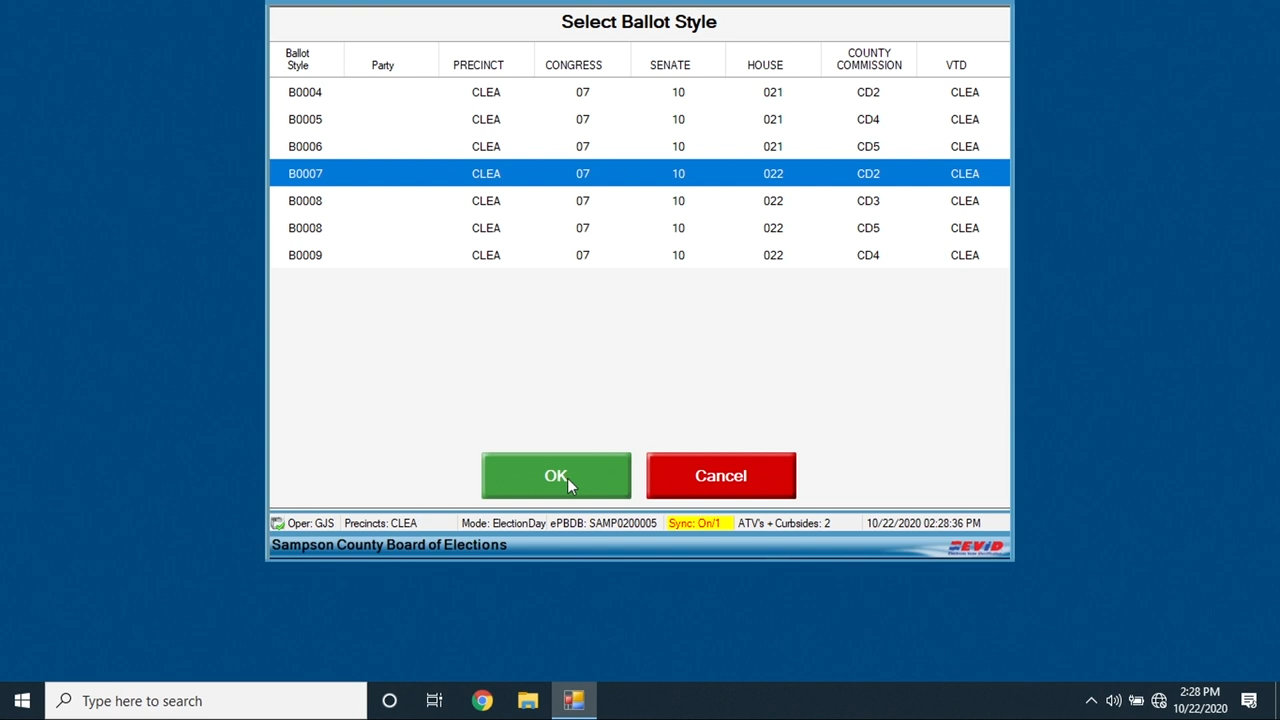 Select Ballot Style
Ballot Style Party PRECINCT CONGRESS SENATE HOUSE COUNTY COMMISSION VTD
B0004 CLEA 07 10 021 CD2 CLEA
B0005 CLEA 07 10 021 CD4 CLEA
B0006 CLEA 07 10 021 CD5 CLEA
B0007 CLEA 07 10 022 CD2 CLEA
B0008 CLEA 07 10 022 CD3 CLEA
B0008 CLEA 07 10 022 CD5 CLEA
B0009 CLEA 07 10 022 CD4 CLEA
OK Cancel
Oper: GJS Precincts: CLEA Mode: ElectionDay ePBDB: SAMP0200005 Sync: On/1 ATV's + Curbsides: 2 10/22/2020 02:28:36 PM
Sampson County Board of Elections EViD
Type here to search
2:28 PM
10/22/2020